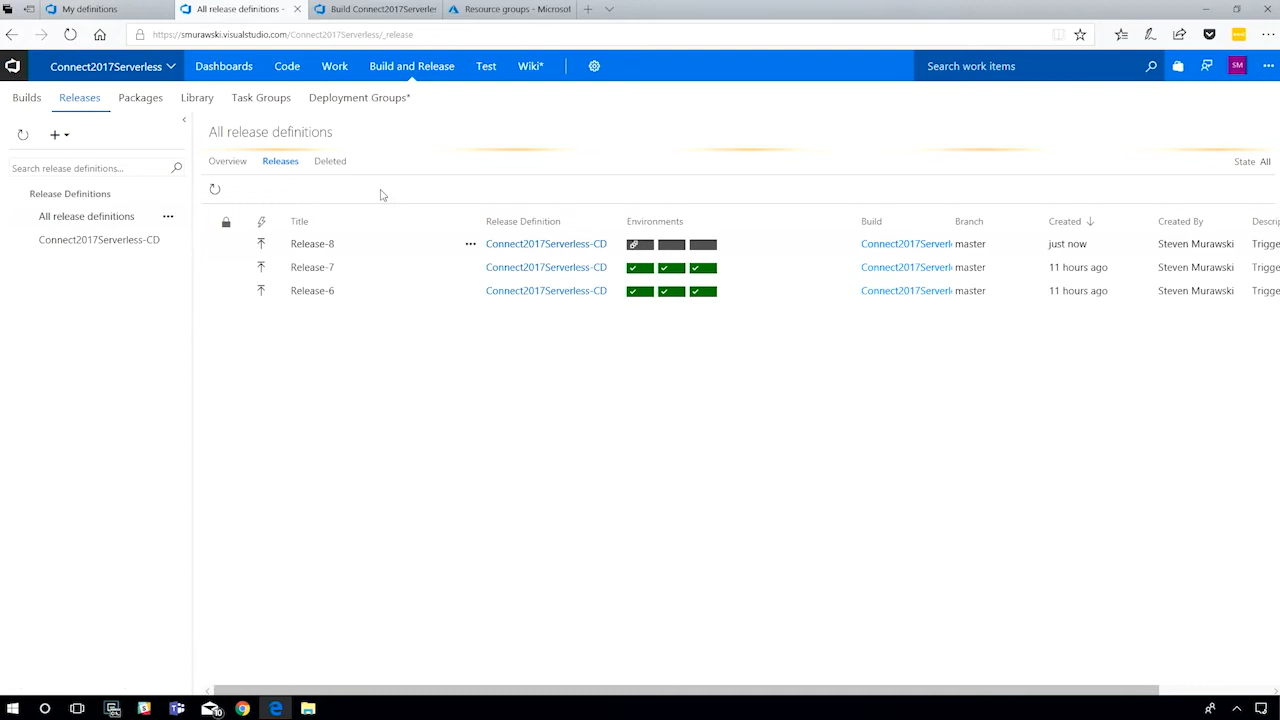 My definitions
All release definitions -
Build Connect2017Serverles
Resource groups - Microsof
https://smurawski.visualstudio.com/Connect2017Serverless/_release
Connect2017Serverless
Dashboards
Code
Work
Build and Release
Test
Wiki*
Search work items
SM
Builds
Releases
Packages
Library
Task Groups
Deployment Groups*
All release definitions
Search release definitions...
Overview
Releases
Deleted
State All
Release Definitions
All release definitions
Connect2017Serverless-CD
Title Release Definition Environments Build Branch Created Created By Descrip
Release-8 Connect2017Serverless-CD Connect2017Serverl master just now Steven Murawski Trigge
Release-7 Connect2017Serverless-CD Connect2017Serverl master 11 hours ago Steven Murawski Trigge
Release-6 Connect2017Serverless-CD Connect2017Serverl master 11 hours ago Steven Murawski Trigge
10